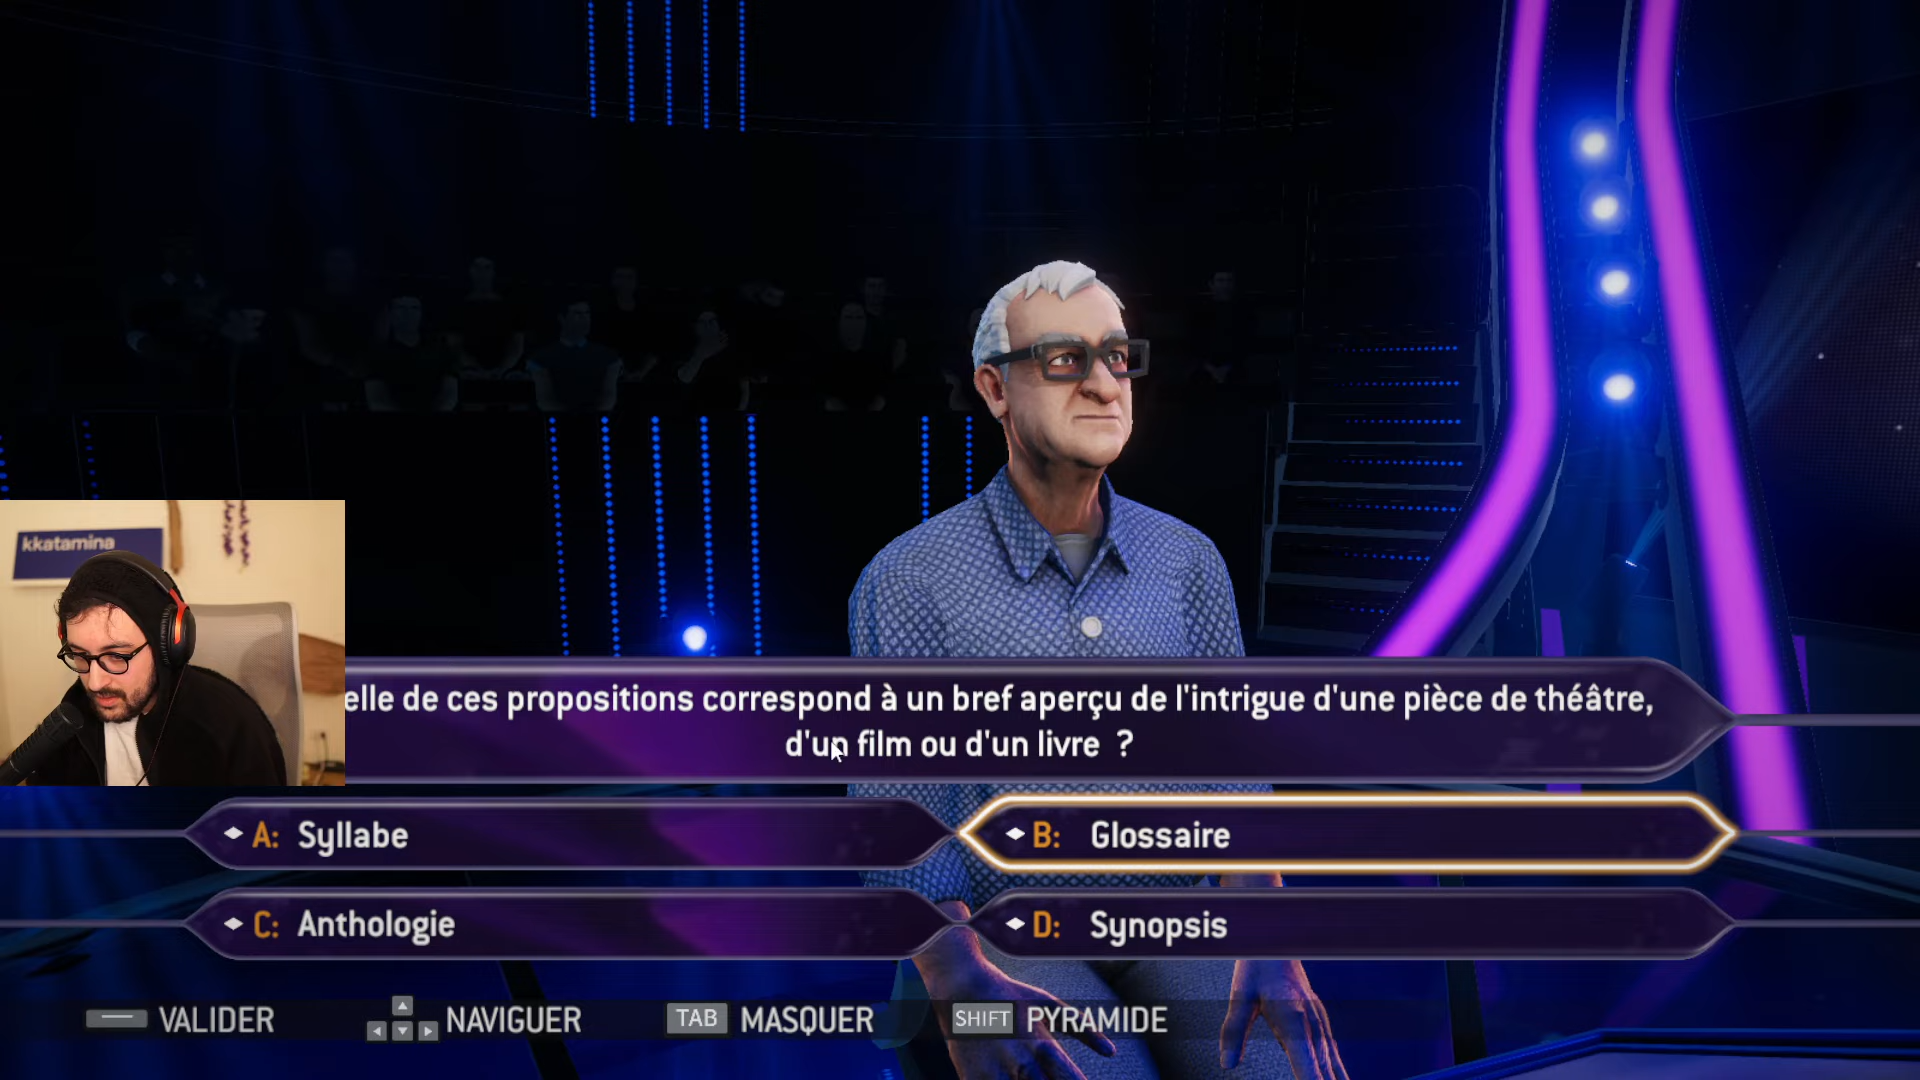 kkatamina
elle de ces propositions correspond à un bref aperçu de l'intrigue d'une pièce de théâtre,
d'un film ou d'un livre ?
A: Syllabe
B: Glossaire
C: Anthologie
D: Synopsis
VALIDER
NAVIGUER
TAB MASQUER
SHIFT PYRAMIDE